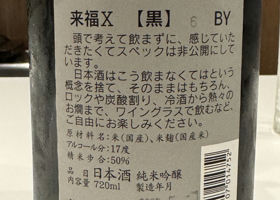 来福X 【黒】 6 BY
頭で考えて飲まずに、感じていただきたくてスペックは非公開にしています。
日本酒はこう飲まなくてはという概念を捨て、そのままはもちろん、ロックや炭酸割り、冷酒から熱々のお燗まで、ワイングラスで飲むなど、ご自由にお楽しみください。
原材料名:米(国産)、米麹(国産米)
アルコール分:17度
精米歩合:50%
品目 日本酒 純米吟醸
内容量 720ml 製造年月